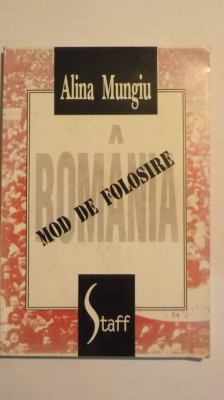 Alina Mungiu
ROMÂNIA
MOD DE FOLOSIRE
Staff